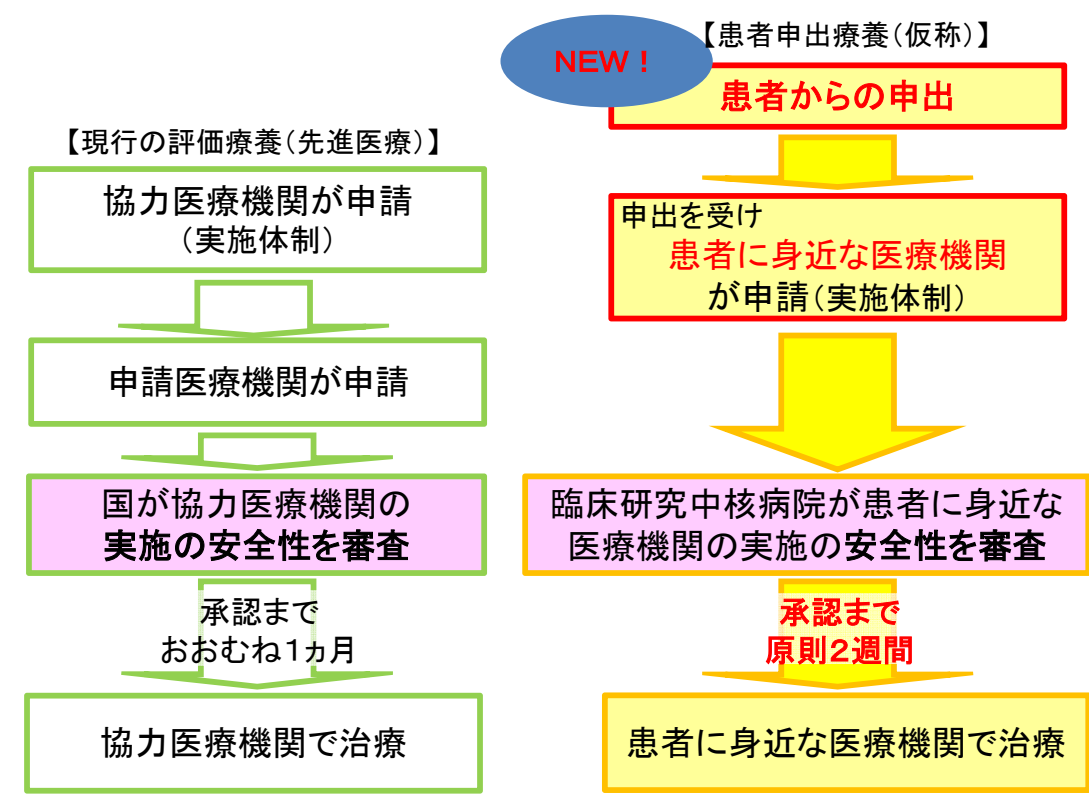 【現行の評価療養(先進医療)】
協力医療機関が申請
(実施体制)
申請医療機関が申請
国が協力医療機関の
実施の安全性を審査
承認まで
おおむね1ヵ月
協力医療機関で治療
NEW!
【患者申出療養(仮称)】
患者からの申出
申出を受け
患者に身近な医療機関
が申請(実施体制)
臨床研究中核病院が患者に身近な
医療機関の実施の安全性を審査
承認まで
原則2週間
患者に身近な医療機関で治療